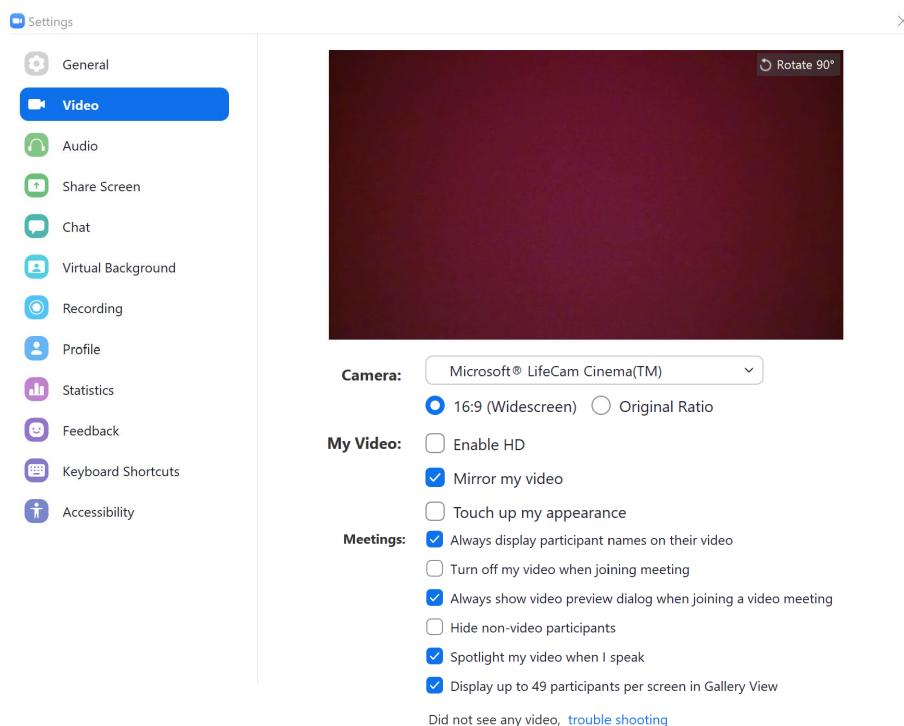 Settings
General
Video
Audio
Share Screen
Chat
Virtual Background
Recording
Profile
Statistics
Feedback
Keyboard Shortcuts
Accessibility
Rotate 90°
Camera: Microsoft® LifeCam Cinema(TM)
16:9 (Widescreen) Original Ratio
My Video: Enable HD
Mirror my video
Touch up my appearance
Meetings: Always display participant names on their video
Turn off my video when joining meeting
Always show video preview dialog when joining a video meeting
Hide non-video participants
Spotlight my video when I speak
Display up to 49 participants per screen in Gallery View
Did not see any video, trouble shooting